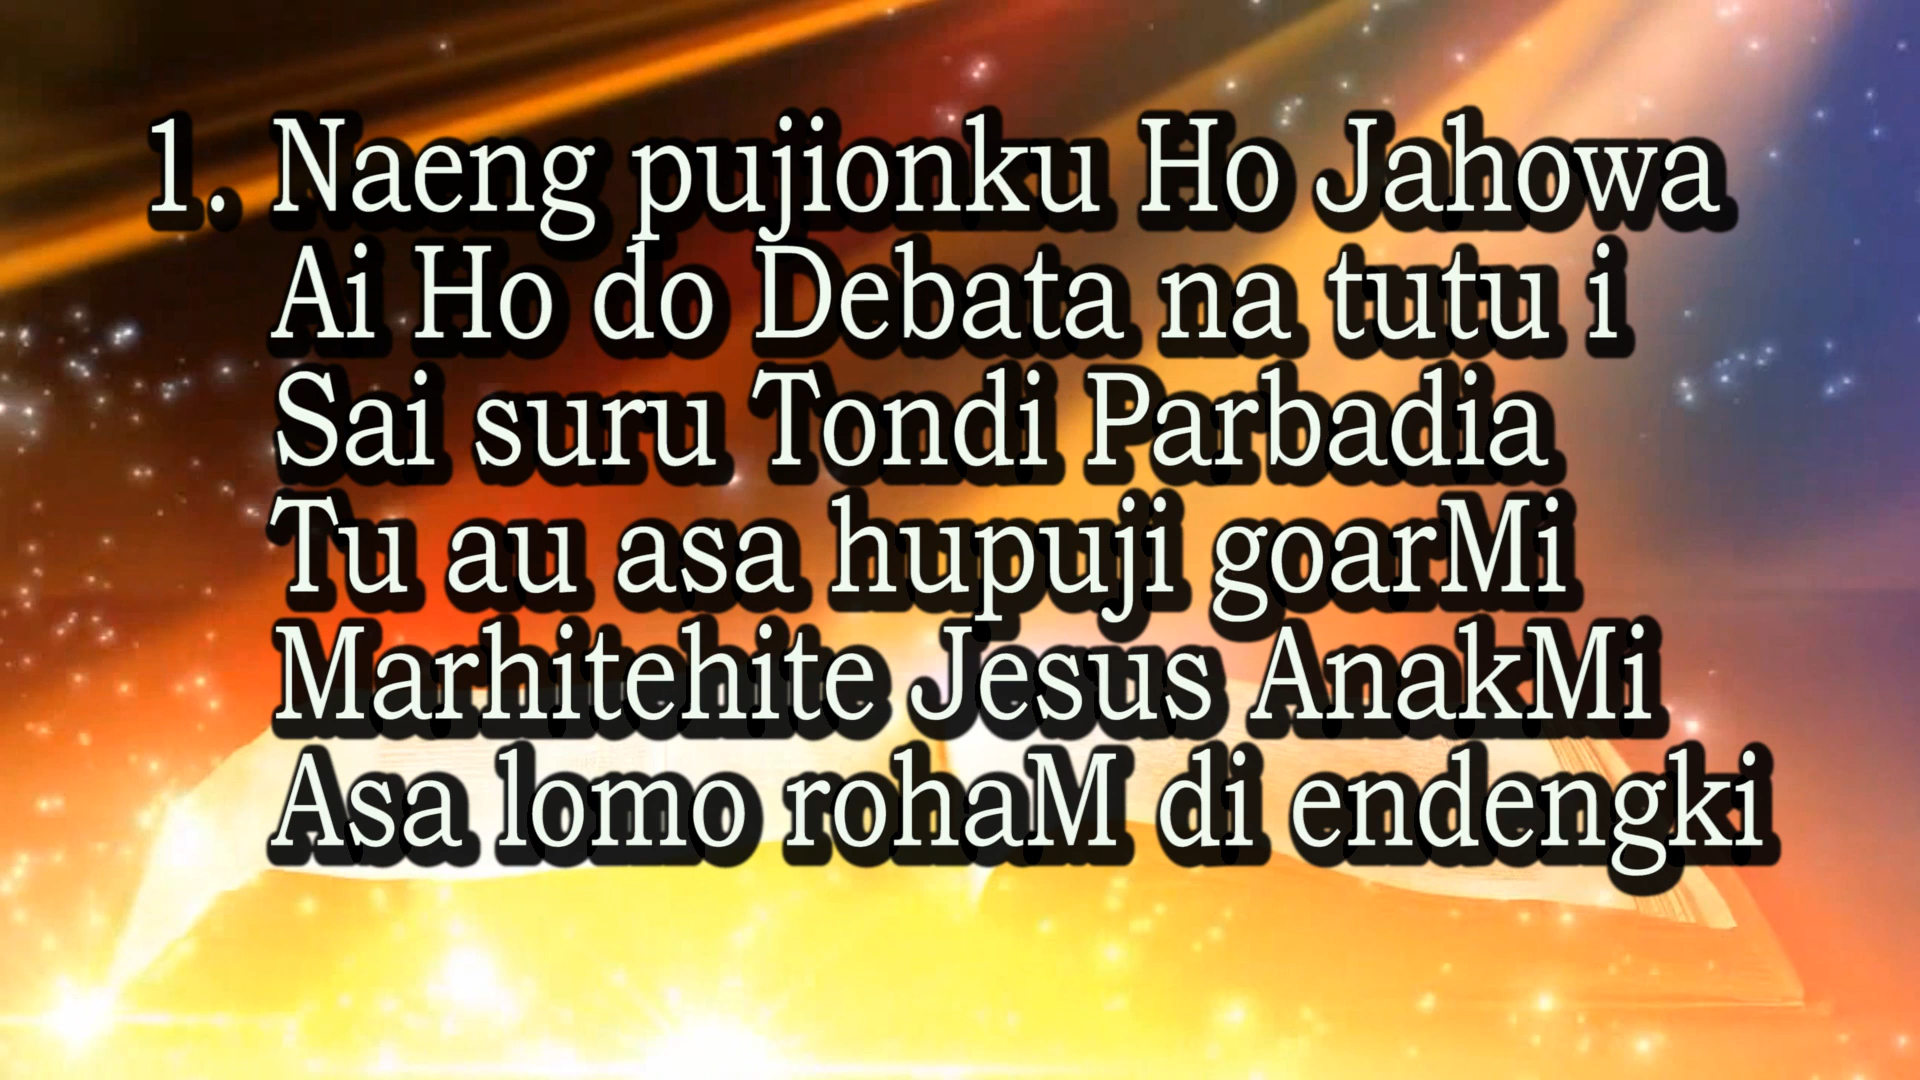 1. Naeng pujionku Ho Jahowa
Ai Ho do Debata na tutu i
Sai suru Tondi Parbadia
Tu au asa hupuji goarMi
Marhitehite Jesus AnakMi
Asa lomo rohaM di endengki